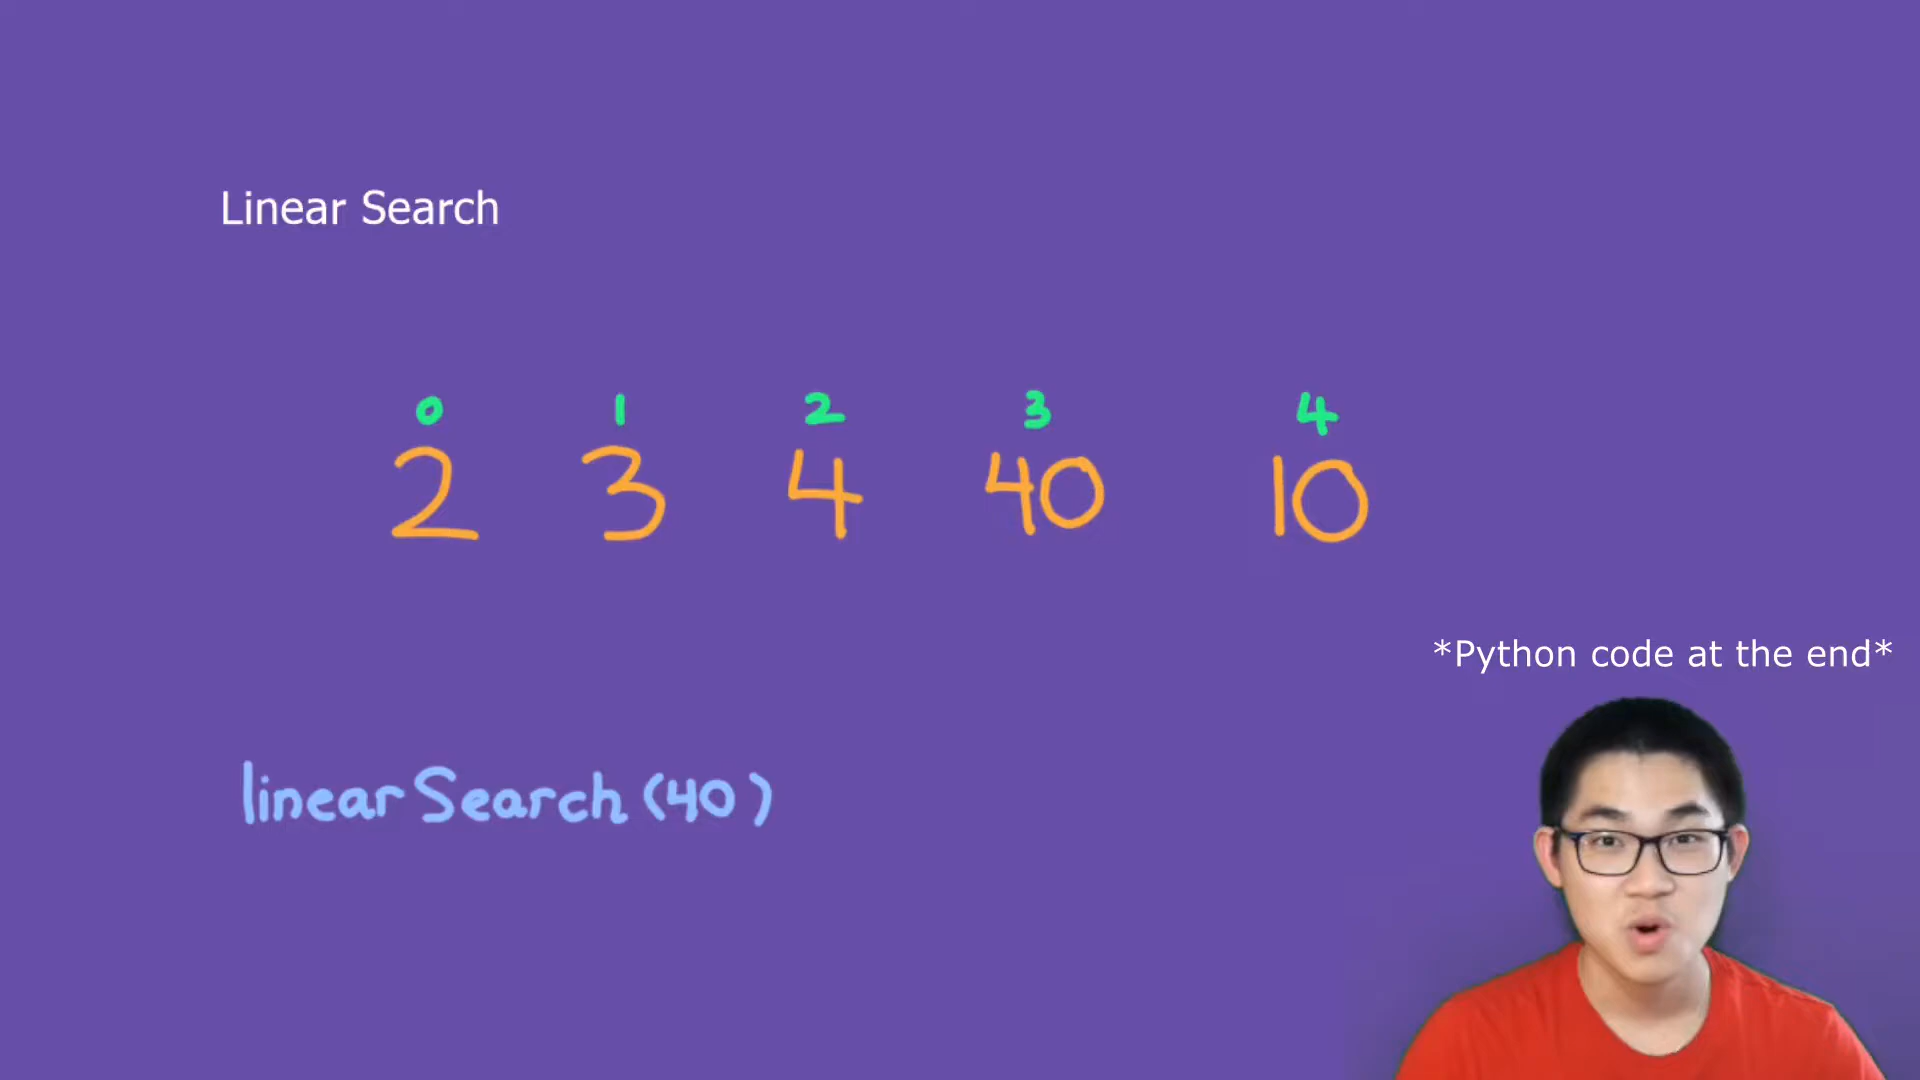 Linear Search
0 1 2 3 4
2 3 4 40 10
*Python code at the end*
linearSearch(40)